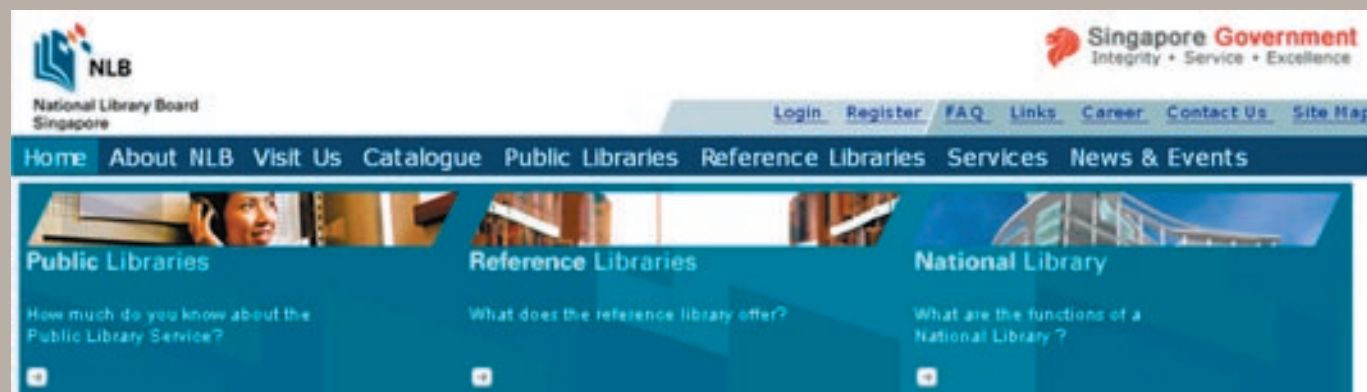 NLB
National Library Board
Singapore
Singapore Government
Integrity • Service • Excellence
Login Register FAQ Links Career Contact Us Site Map
Home About NLB Visit Us Catalogue Public Libraries Reference Libraries Services News & Events
Public Libraries
How much do you know about the
Public Library Service?
Reference Libraries
What does the reference library offer?
National Library
What are the functions of a
National Library ?